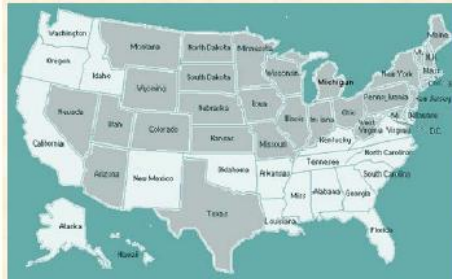 Washington
Montana
North Dakota
Minnesota
Maine
Oregon
Idaho
South Dakota
Wisconsin
Michigan
New York
Wyoming
Iowa
Nebraska
Nevada
Utah
Colorado
Illinois
Ohio
Kansas
Missouri
West
Virginia
Virginia
Delaware
D.C.
California
Kentucky
North Carolina
Tennessee
Oklahoma
Arkansas
South Carolina
Arizona
New Mexico
Miss
Alabama
Georgia
Texas
Louisiana
Florida
Alaska
Hawaii